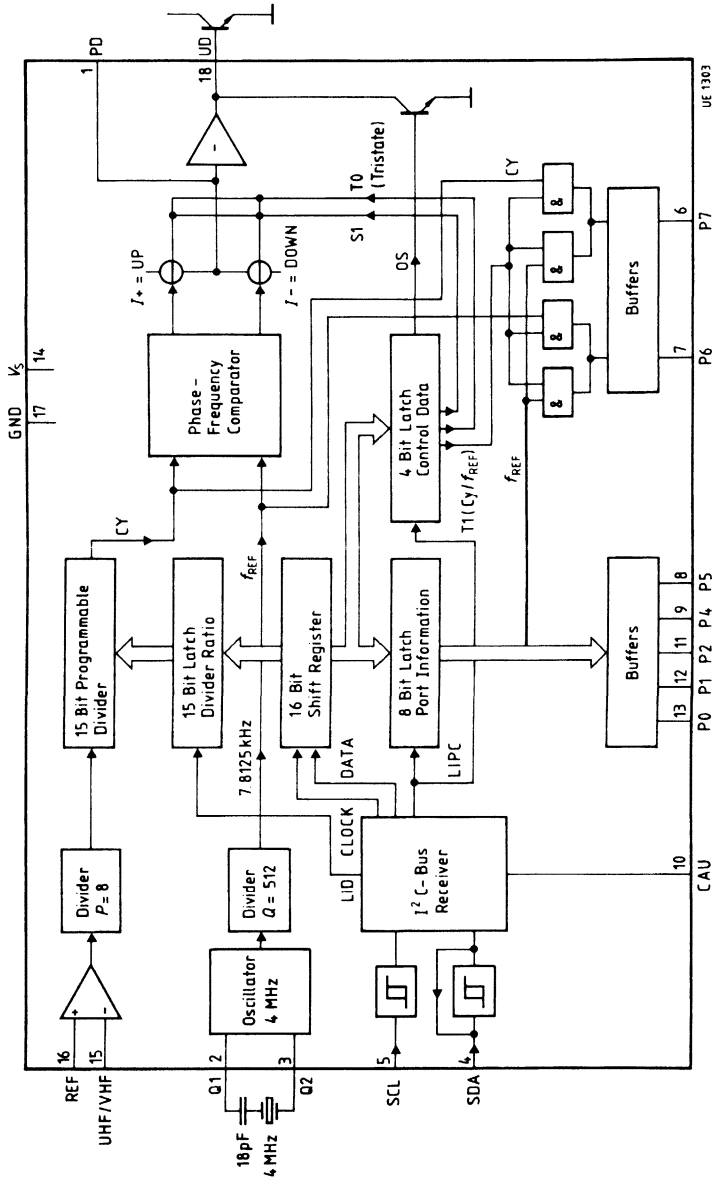 GND
17
Vs
14
1
PD
18
UD
REF
16
UHF/VHF
15
+
-
Divider
P = 8
15 Bit Programmable
Divider
CY
15 Bit Latch
Divider Ratio
Phase-
Frequency
Comparator
I+ = UP
I- = DOWN
-
Q1
2
18pF
4 MHz
3
Q2
Oscillator
4 MHz
Divider
Q = 512
7.8125 kHz
fREF
16 Bit
Shift Register
S1
T0
(Tristate)
LID
CLOCK
DATA
SCL
5
SDA
4
I² C-Bus
Receiver
LIPC
8 Bit Latch
Port Information
4 Bit Latch
Control Data
OS
T1(Cy/fREF)
CY
fREF
&
&
&
&
Buffers
Buffers
10
CAU
13
P0
12
P1
11
P2
9
P4
8
P5
7
P6
6
P7
UE 1303